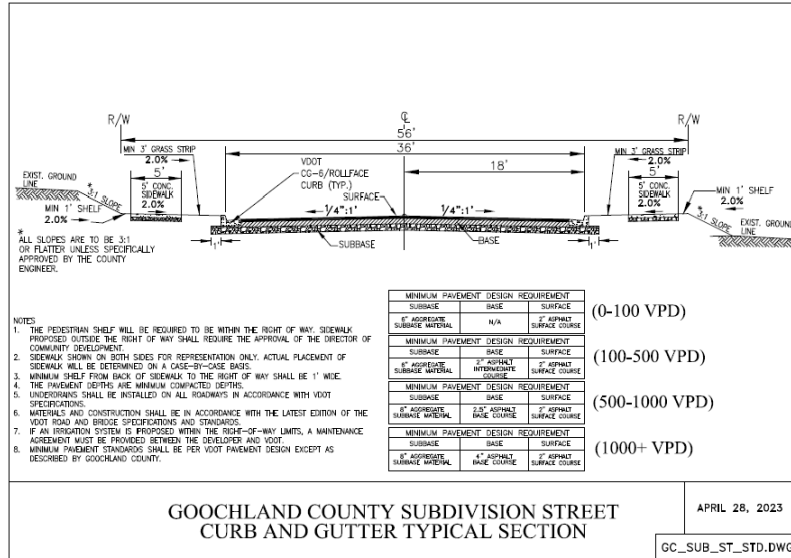 R/W
℄
R/W
56'
36'
18'
MIN 3' GRASS STRIP
2.0%
5'
5' CONC.
SIDEWALK
2.0%
VDOT
CG-6/ROLLFACE
CURB (TYP.)
SURFACE
MIN 3' GRASS STRIP
2.0%
5'
5' CONC.
SIDEWALK
2.0%
EXIST. GROUND
LINE
*3:1 SLOPE
MIN 1' SHELF
2.0%
1/4":1'
1/4":1'
MIN 1' SHELF
2.0%
*3:1 SLOPE
EXIST. GROUND
LINE
1'
SUBBASE
BASE
1'
*
ALL SLOPES ARE TO BE 3:1
OR FLATTER UNLESS SPECIFICALLY
APPROVED BY THE COUNTY
ENGINEER.
NOTES
1. THE PEDESTRIAN SHELF WILL BE REQUIRED TO BE WITHIN THE RIGHT OF WAY. SIDEWALK
PROPOSED OUTSIDE THE RIGHT OF WAY SHALL REQUIRE THE APPROVAL OF THE DIRECTOR OF
COMMUNITY DEVELOPMENT.
2. SIDEWALK SHOWN ON BOTH SIDES FOR REPRESENTATION ONLY. ACTUAL PLACEMENT OF
SIDEWALK WILL BE DETERMINED ON A CASE-BY-CASE BASIS.
3. MINIMUM SHELF FROM BACK OF SIDEWALK TO THE RIGHT OF WAY SHALL BE 1' WIDE.
4. THE PAVEMENT DEPTHS ARE MINIMUM COMPACTED DEPTHS.
5. UNDERDRAINS SHALL BE INSTALLED ON ALL ROADWAYS IN ACCORDANCE WITH VDOT
SPECIFICATIONS.
6. MATERIALS AND CONSTRUCTION SHALL BE IN ACCORDANCE WITH THE LATEST EDITION OF THE
VDOT ROAD AND BRIDGE SPECIFICATIONS AND STANDARDS.
7. IF AN IRRIGATION SYSTEM IS PROPOSED WITHIN THE RIGHT-OF-WAY LIMITS, A MAINTENANCE
AGREEMENT MUST BE PROVIDED BETWEEN THE DEVELOPER AND VDOT.
8. MINIMUM PAVEMENT STANDARDS SHALL BE PER VDOT PAVEMENT DESIGN EXCEPT AS
DESCRIBED BY GOOCHLAND COUNTY.
MINIMUM PAVEMENT DESIGN REQUIREMENT
SUBBASE BASE SURFACE
6" AGGREGATE
SUBBASE MATERIAL N/A 2" ASPHALT
SURFACE COURSE
(0-100 VPD)
MINIMUM PAVEMENT DESIGN REQUIREMENT
SUBBASE BASE SURFACE
6" AGGREGATE
SUBBASE MATERIAL 2" ASPHALT
INTERMEDIATE
COURSE 2" ASPHALT
SURFACE COURSE
(100-500 VPD)
MINIMUM PAVEMENT DESIGN REQUIREMENT
SUBBASE BASE SURFACE
8" AGGREGATE
SUBBASE MATERIAL 2.5" ASPHALT
BASE COURSE 2" ASPHALT
SURFACE COURSE
(500-1000 VPD)
MINIMUM PAVEMENT DESIGN REQUIREMENT
SUBBASE BASE SURFACE
8" AGGREGATE
SUBBASE MATERIAL 4" ASPHALT
BASE COURSE 2" ASPHALT
SURFACE COURSE
(1000+ VPD)
GOOCHLAND COUNTY SUBDIVISION STREET
CURB AND GUTTER TYPICAL SECTION
APRIL 28, 2023
GC_SUB_ST_STD.DWG